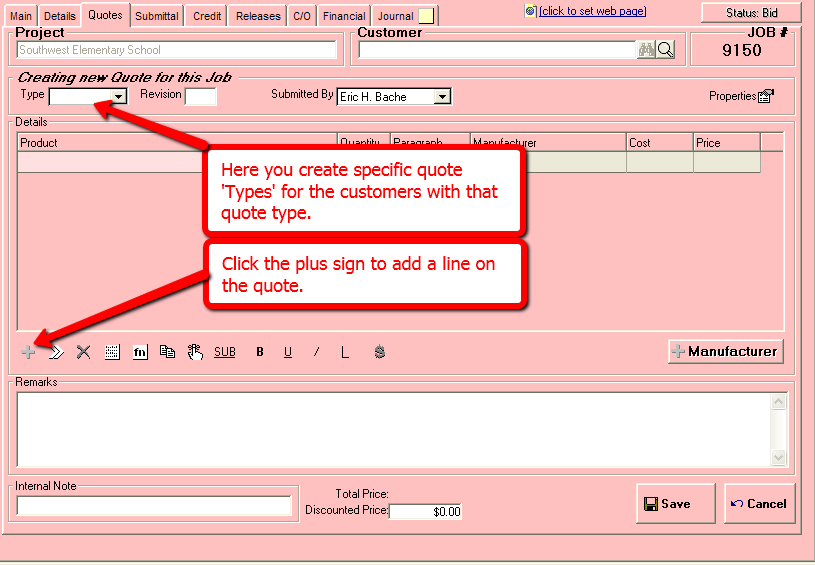 Main Details Quotes Submittal Credit Releases C/O Financial Journal (click to set web page) Status: Bid
Project Customer JOB #
Southwest Elementary School 9150
Creating new Quote for this Job
Type Revision Submitted By Eric H. Bache Properties
Details
Product Quantity Paragraph Manufacturer Cost Price
Here you create specific quote
'Types' for the customers with that
quote type.
Click the plus sign to add a line on
the quote.
fn SUB B U / L $ Manufacturer
Remarks
Internal Note
Total Price:
Discounted Price: $0.00
Save Cancel